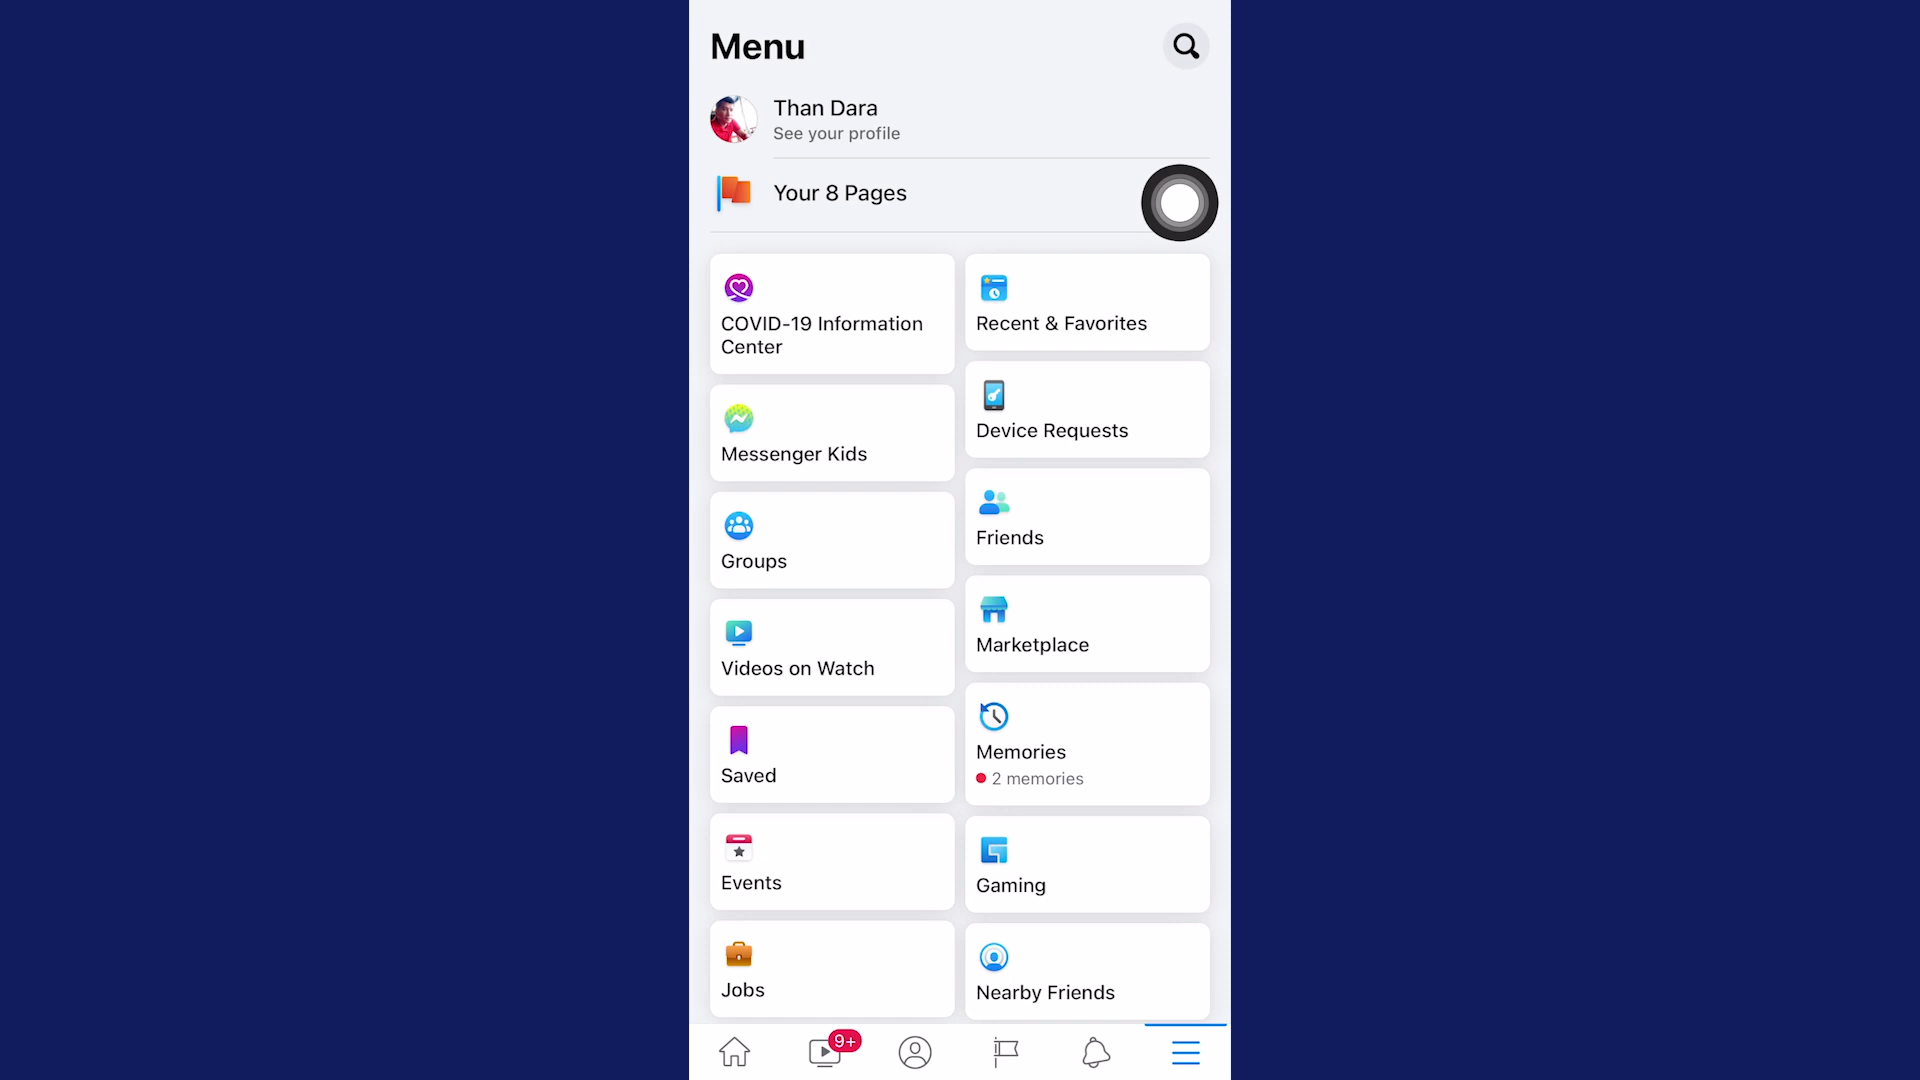 Menu
Than Dara
See your profile
Your 8 Pages
COVID-19 Information
Center
Recent & Favorites
Messenger Kids
Device Requests
Groups
Friends
Videos on Watch
Marketplace
Saved
Memories
2 memories
Events
Gaming
Jobs
Nearby Friends
9+